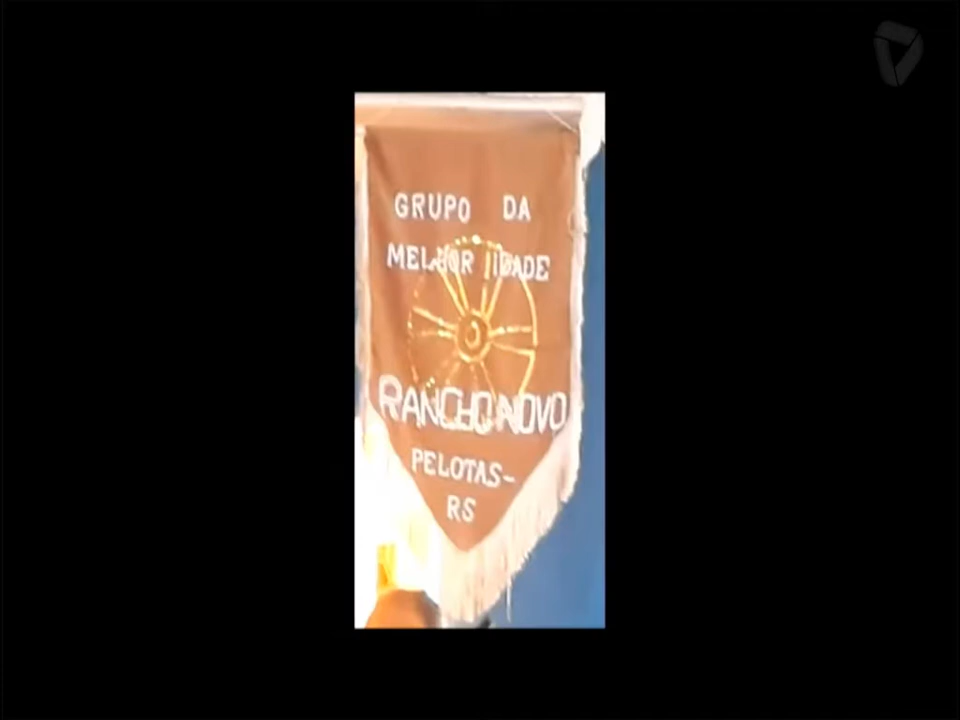 GRUPO DA
MELHOR IDADE
RANCHO NOVO
PELOTAS-
RS